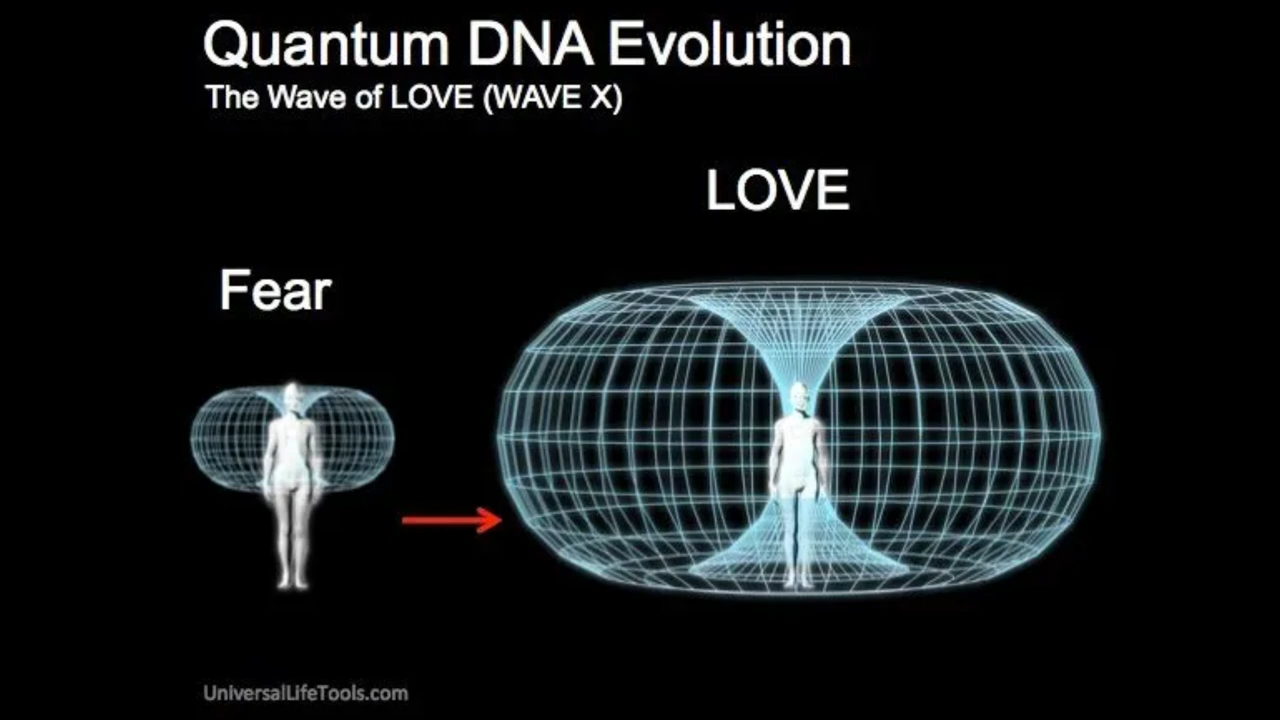 Quantum DNA Evolution
The Wave of LOVE (WAVE X)
LOVE
Fear
UniversalLifeTools.com